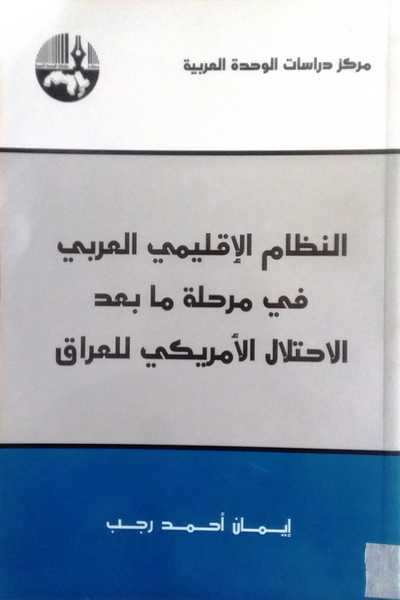 مركز دراسات الوحدة العربية
النظام الإقليمي العربي
في مرحلة ما بعد
الاحتلال الأمريكي للعراق
إيمان أحمد رجب